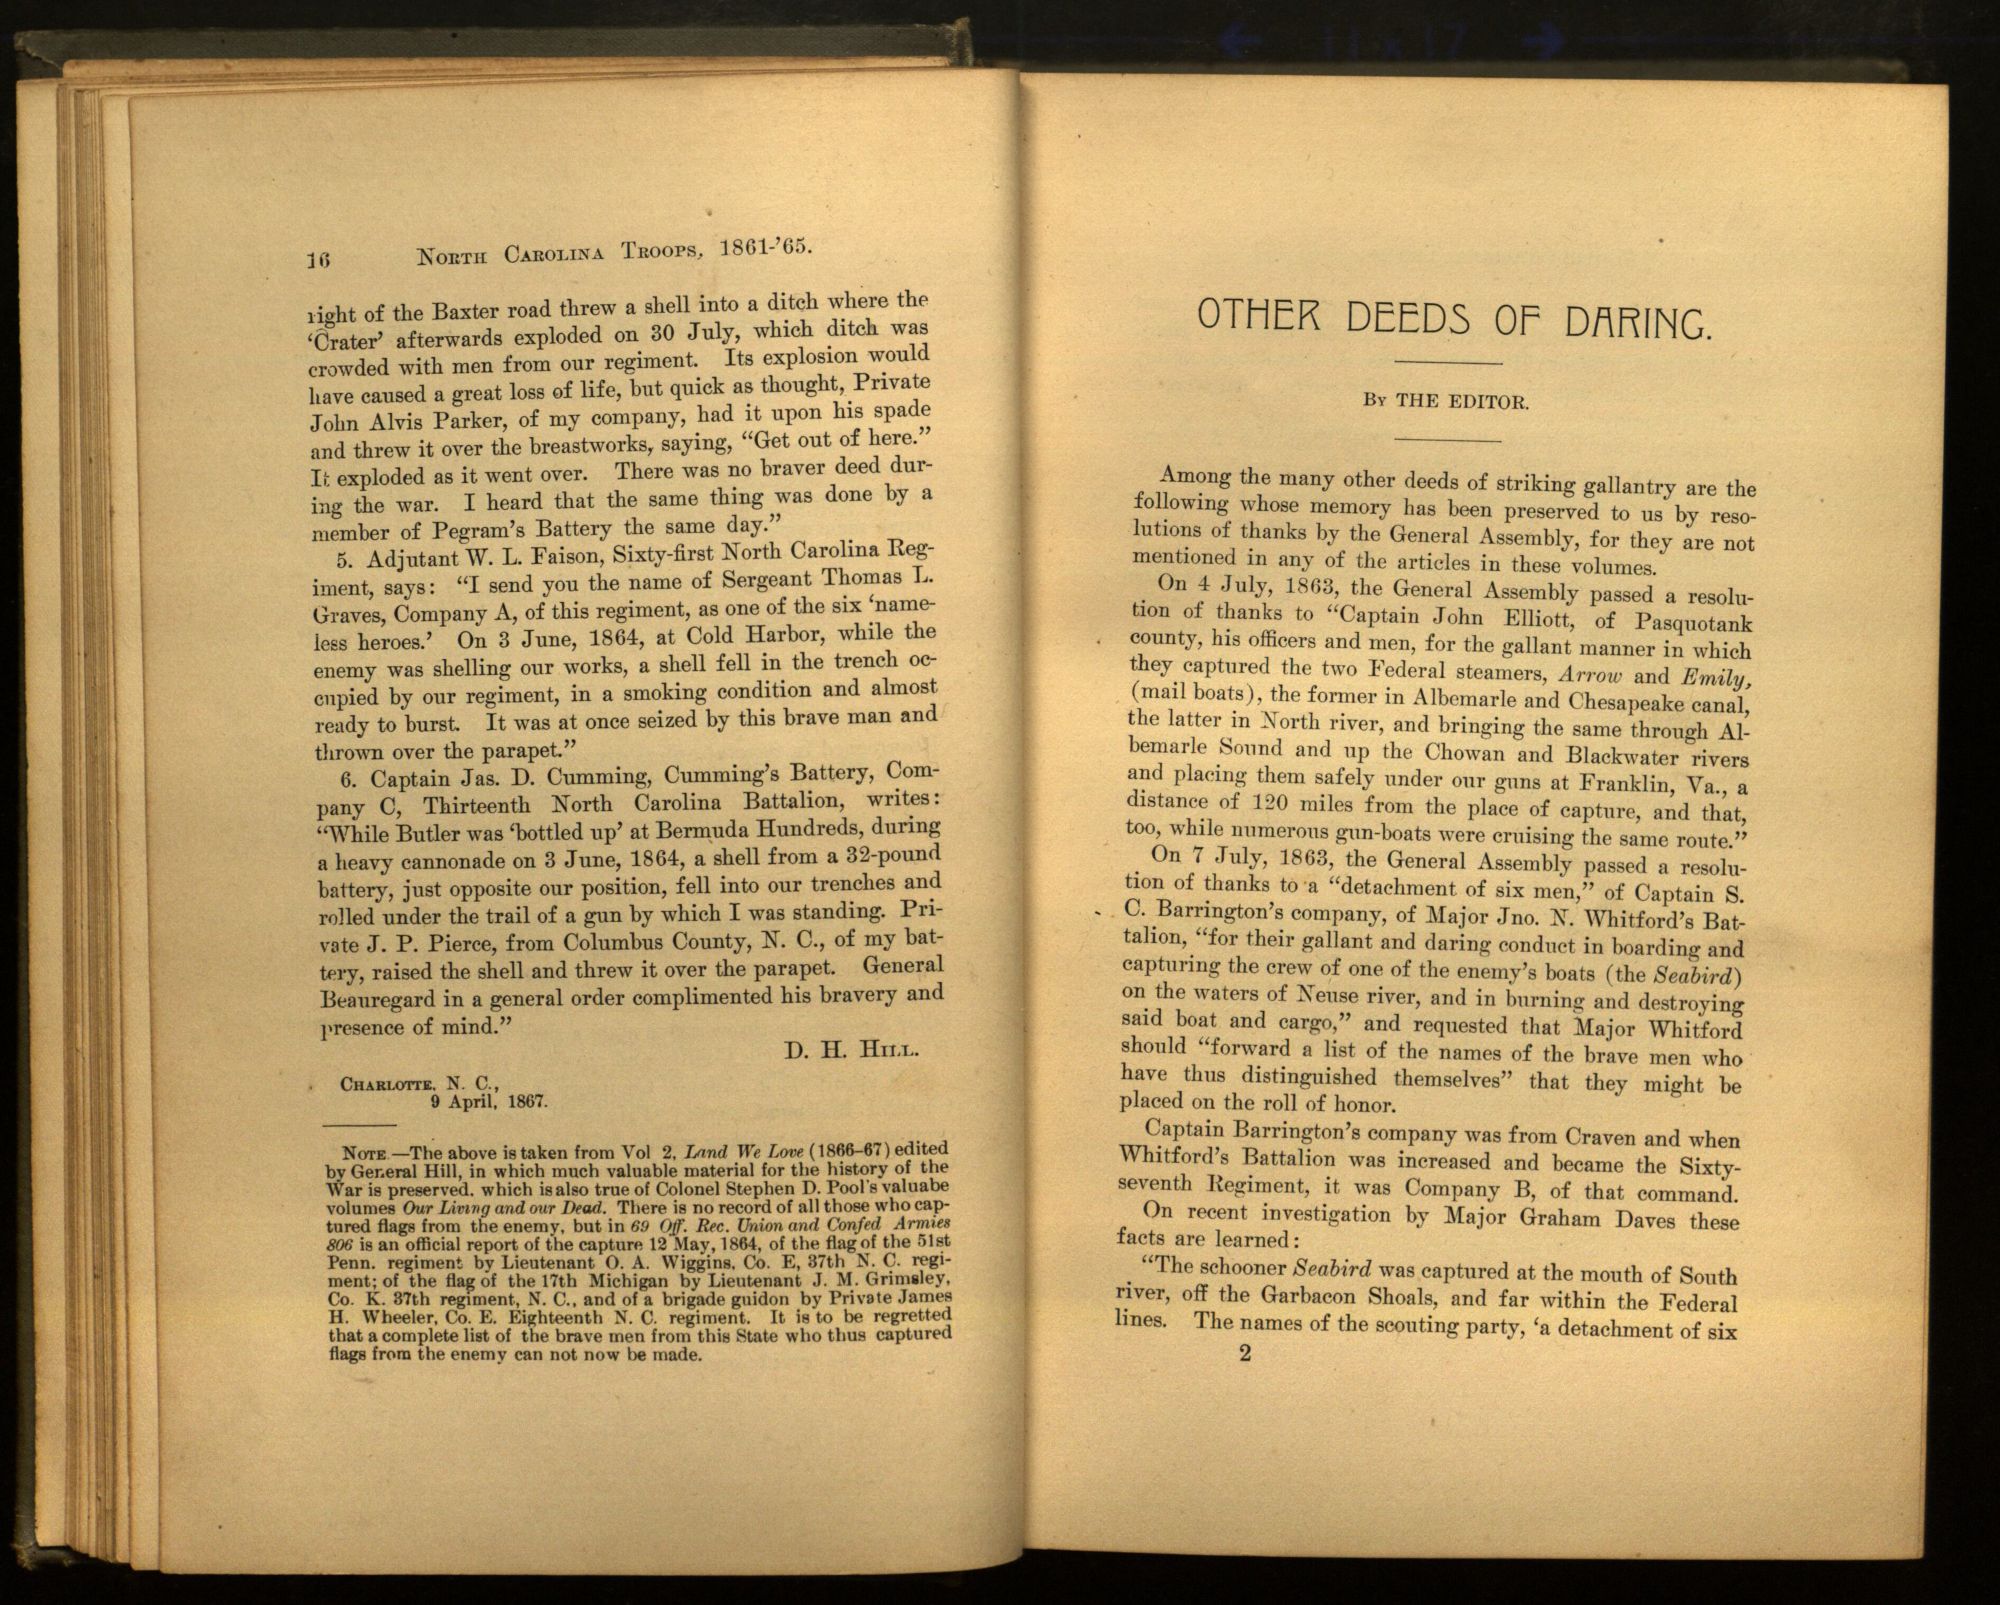 16 NORTH CAROLINA TROOPS, 1861-'65.
right of the Baxter road threw a shell into a ditch where the
'Crater' afterwards exploded on 30 July, which ditch was
crowded with men from our regiment. Its explosion would
have caused a great loss of life, but quick as thought, Private
John Alvis Parker, of my company, had it upon his spade
and threw it over the breastworks, saying, "Get out of here."
It exploded as it went over. There was no braver deed dur-
ing the war. I heard that the same thing was done by a
member of Pegram's Battery the same day."
5. Adjutant W. L. Faison, Sixty-first North Carolina Reg-
iment, says: "I send you the name of Sergeant Thomas L.
Graves, Company A, of this regiment, as one of the six 'name-
less heroes.' On 3 June, 1864, at Cold Harbor, while the
enemy was shelling our works, a shell fell in the trench oc-
cupied by our regiment, in a smoking condition and almost
ready to burst. It was at once seized by this brave man and
thrown over the parapet."
6. Captain Jas. D. Cumming, Cumming's Battery, Com-
pany C, Thirteenth North Carolina Battalion, writes:
"While Butler was 'bottled up' at Bermuda Hundreds, during
a heavy cannonade on 3 June, 1864, a shell from a 32-pound
battery, just opposite our position, fell into our trenches and
rolled under the trail of a gun by which I was standing. Pri-
vate J. P. Pierce, from Columbus County, N. C., of my bat-
tery, raised the shell and threw it over the parapet. General
Beauregard in a general order complimented his bravery and
presence of mind."
D. H. HILL.
CHARLOTTE, N. C.,
9 April, 1867.
NOTE.—The above is taken from Vol 2, Land We Love (1866-67) edited
by General Hill, in which much valuable material for the history of the
War is preserved, which is also true of Colonel Stephen D. Pool's valuabe
volumes Our Living and our Dead. There is no record of all those who cap-
tured flags from the enemy, but in 69 Off. Rec. Union and Confed Armies
806 is an official report of the capture 12 May, 1864, of the flag of the 51st
Penn. regiment by Lieutenant O. A. Wiggins, Co. E, 37th N. C. regi-
ment; of the flag of the 17th Michigan by Lieutenant J. M. Grimsley,
Co. K. 37th regiment, N. C., and of a brigade guidon by Private James
H. Wheeler, Co. E. Eighteenth N. C. regiment. It is to be regretted
that a complete list of the brave men from this State who thus captured
flags from the enemy can not now be made.
OTHER DEEDS OF DARING.
BY THE EDITOR.
Among the many other deeds of striking gallantry are the
following whose memory has been preserved to us by reso-
lutions of thanks by the General Assembly, for they are not
mentioned in any of the articles in these volumes.
On 4 July, 1863, the General Assembly passed a resolu-
tion of thanks to "Captain John Elliott, of Pasquotank
county, his officers and men, for the gallant manner in which
they captured the two Federal steamers, Arrow and Emily,
(mail boats), the former in Albemarle and Chesapeake canal,
the latter in North river, and bringing the same through Al-
bemarle Sound and up the Chowan and Blackwater rivers
and placing them safely under our guns at Franklin, Va., a
distance of 120 miles from the place of capture, and that,
too, while numerous gun-boats were cruising the same route."
On 7 July, 1863, the General Assembly passed a resolu-
tion of thanks to a "detachment of six men," of Captain S.
C. Barrington's company, of Major Jno. N. Whitford's Bat-
talion, "for their gallant and daring conduct in boarding and
capturing the crew of one of the enemy's boats (the Seabird)
on the waters of Neuse river, and in burning and destroying
said boat and cargo," and requested that Major Whitford
should "forward a list of the names of the brave men who
have thus distinguished themselves" that they might be
placed on the roll of honor.
Captain Barrington's company was from Craven and when
Whitford's Battalion was increased and became the Sixty-
seventh Regiment, it was Company B, of that command.
On recent investigation by Major Graham Daves these
facts are learned:
"The schooner Seabird was captured at the mouth of South
river, off the Garbacon Shoals, and far within the Federal
lines. The names of the scouting party, 'a detachment of six
2
← 11 x 17 →